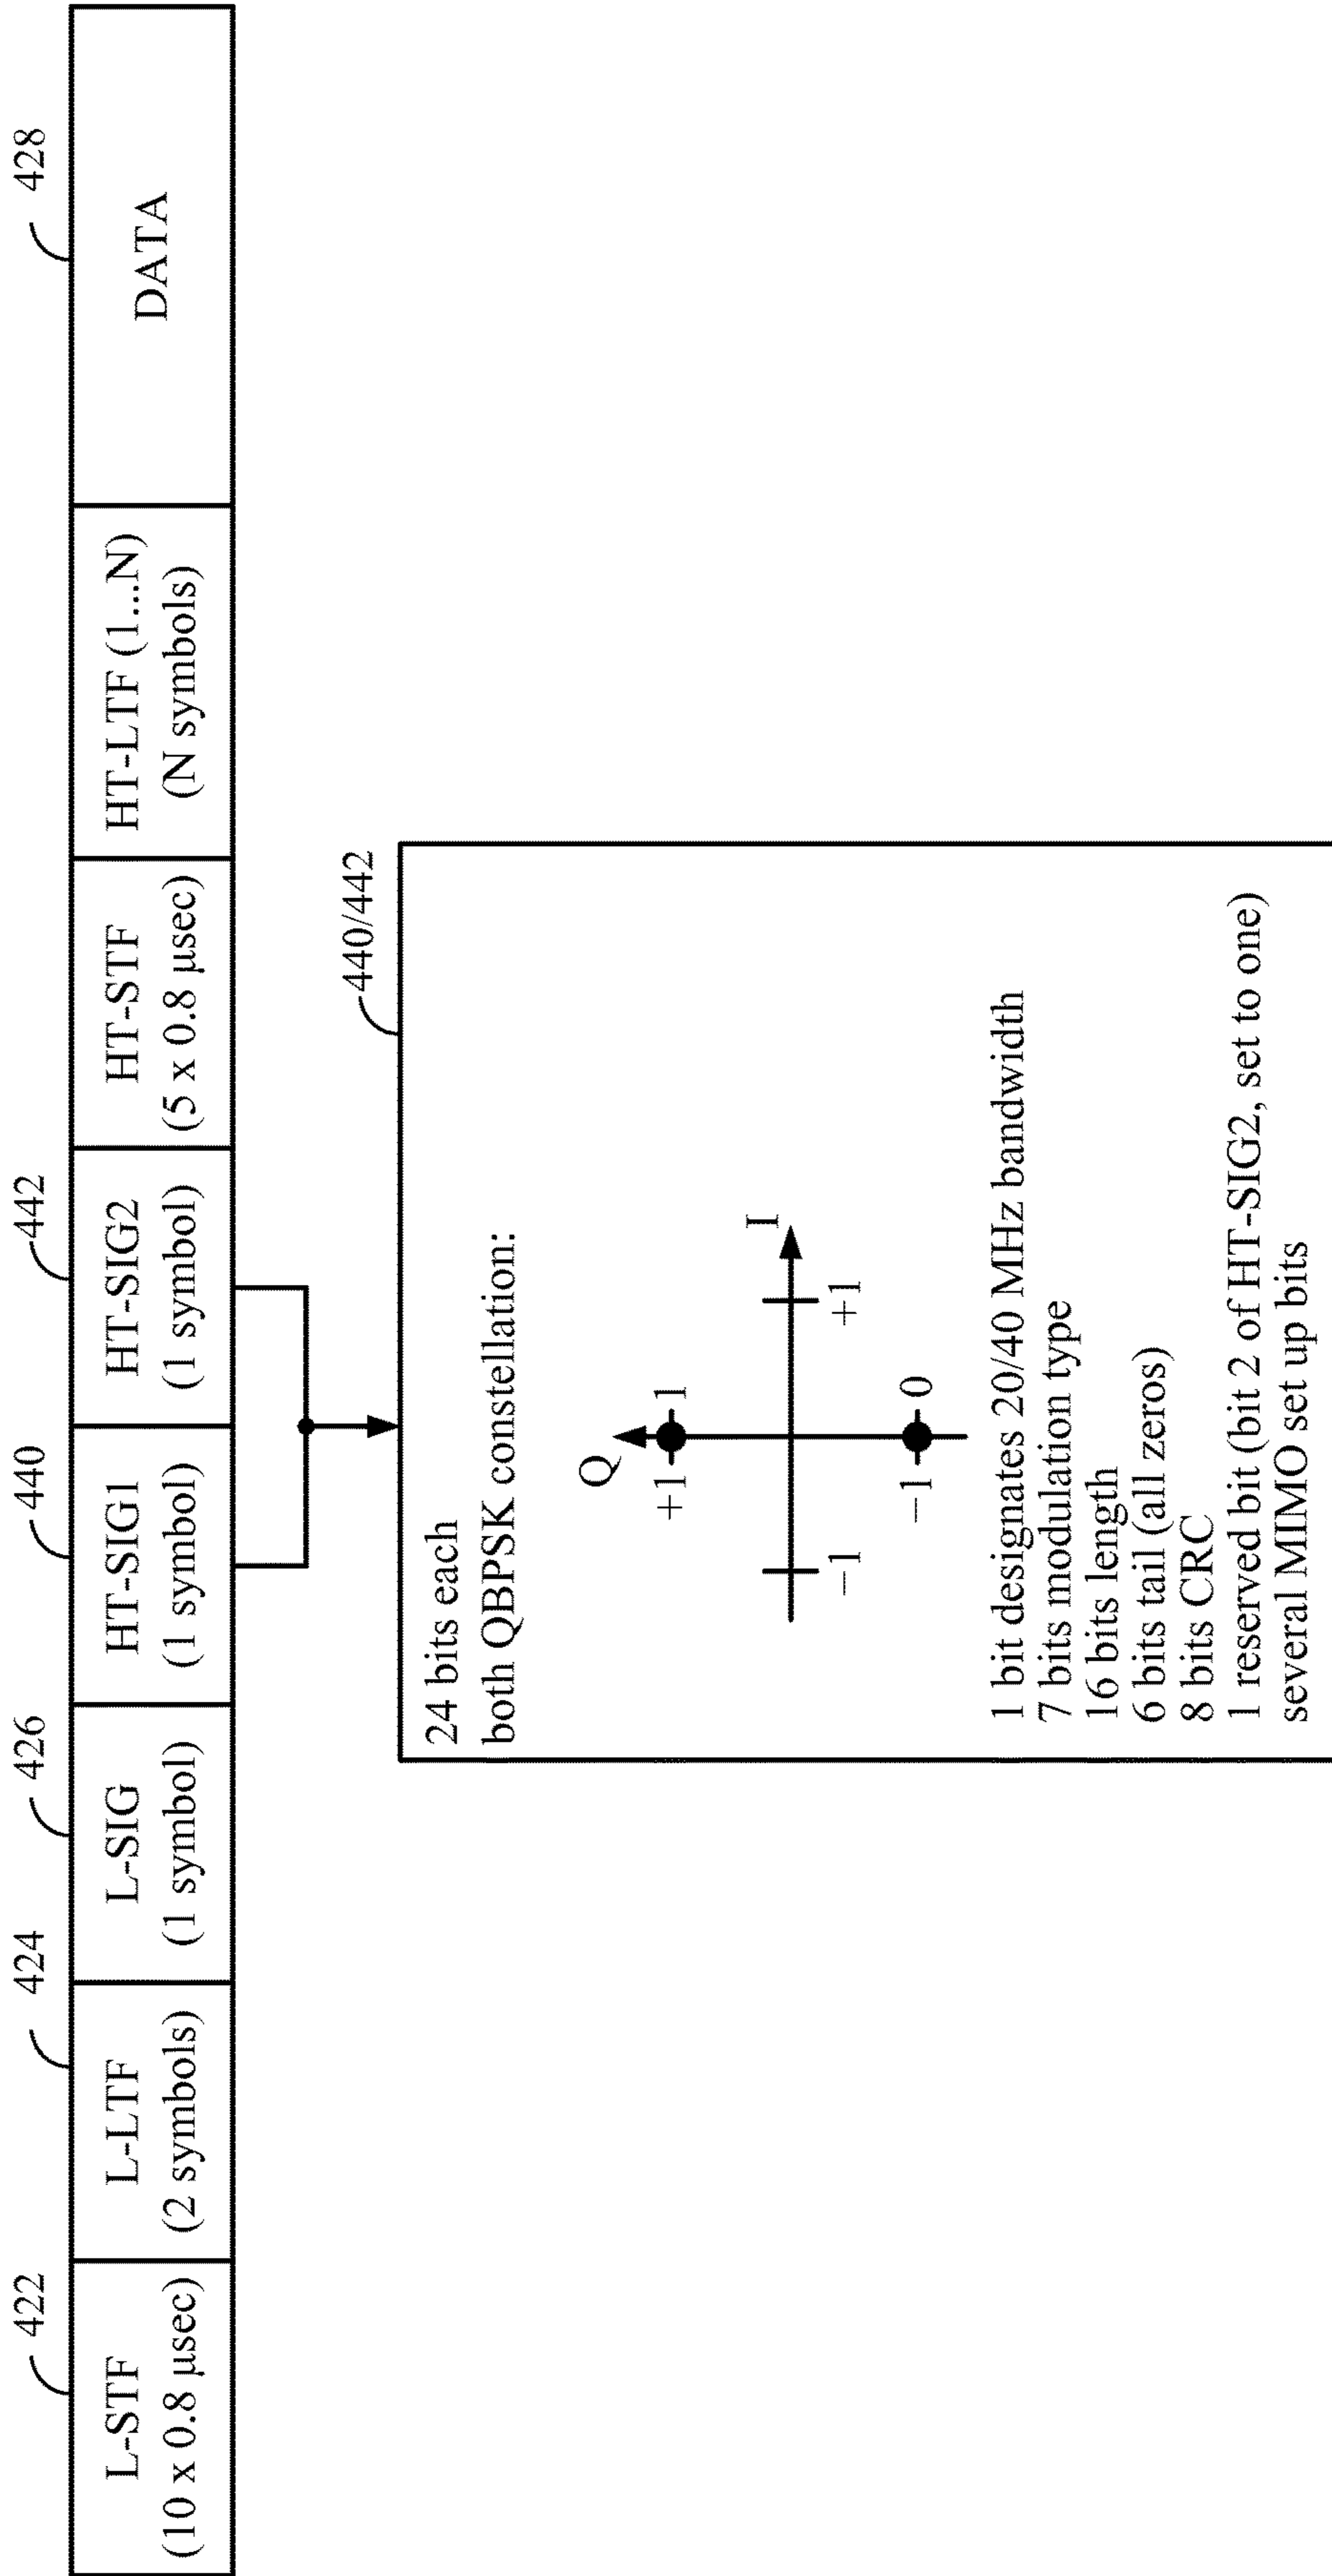 422
424
426
440
442
428
L-STF
(10 x 0.8 µsec)
L-LTF
(2 symbols)
L-SIG
(1 symbol)
HT-SIG1
(1 symbol)
HT-SIG2
(1 symbol)
HT-STF
(5 x 0.8 µsec)
HT-LTF (1...N)
(N symbols)
DATA
440/442
24 bits each
both QBPSK constellation:
Q
+1
1
I
−1
+1
−1
0
1 bit designates 20/40 MHz bandwidth
7 bits modulation type
16 bits length
6 bits tail (all zeros)
8 bits CRC
1 reserved bit (bit 2 of HT-SIG2, set to one)
several MIMO set up bits